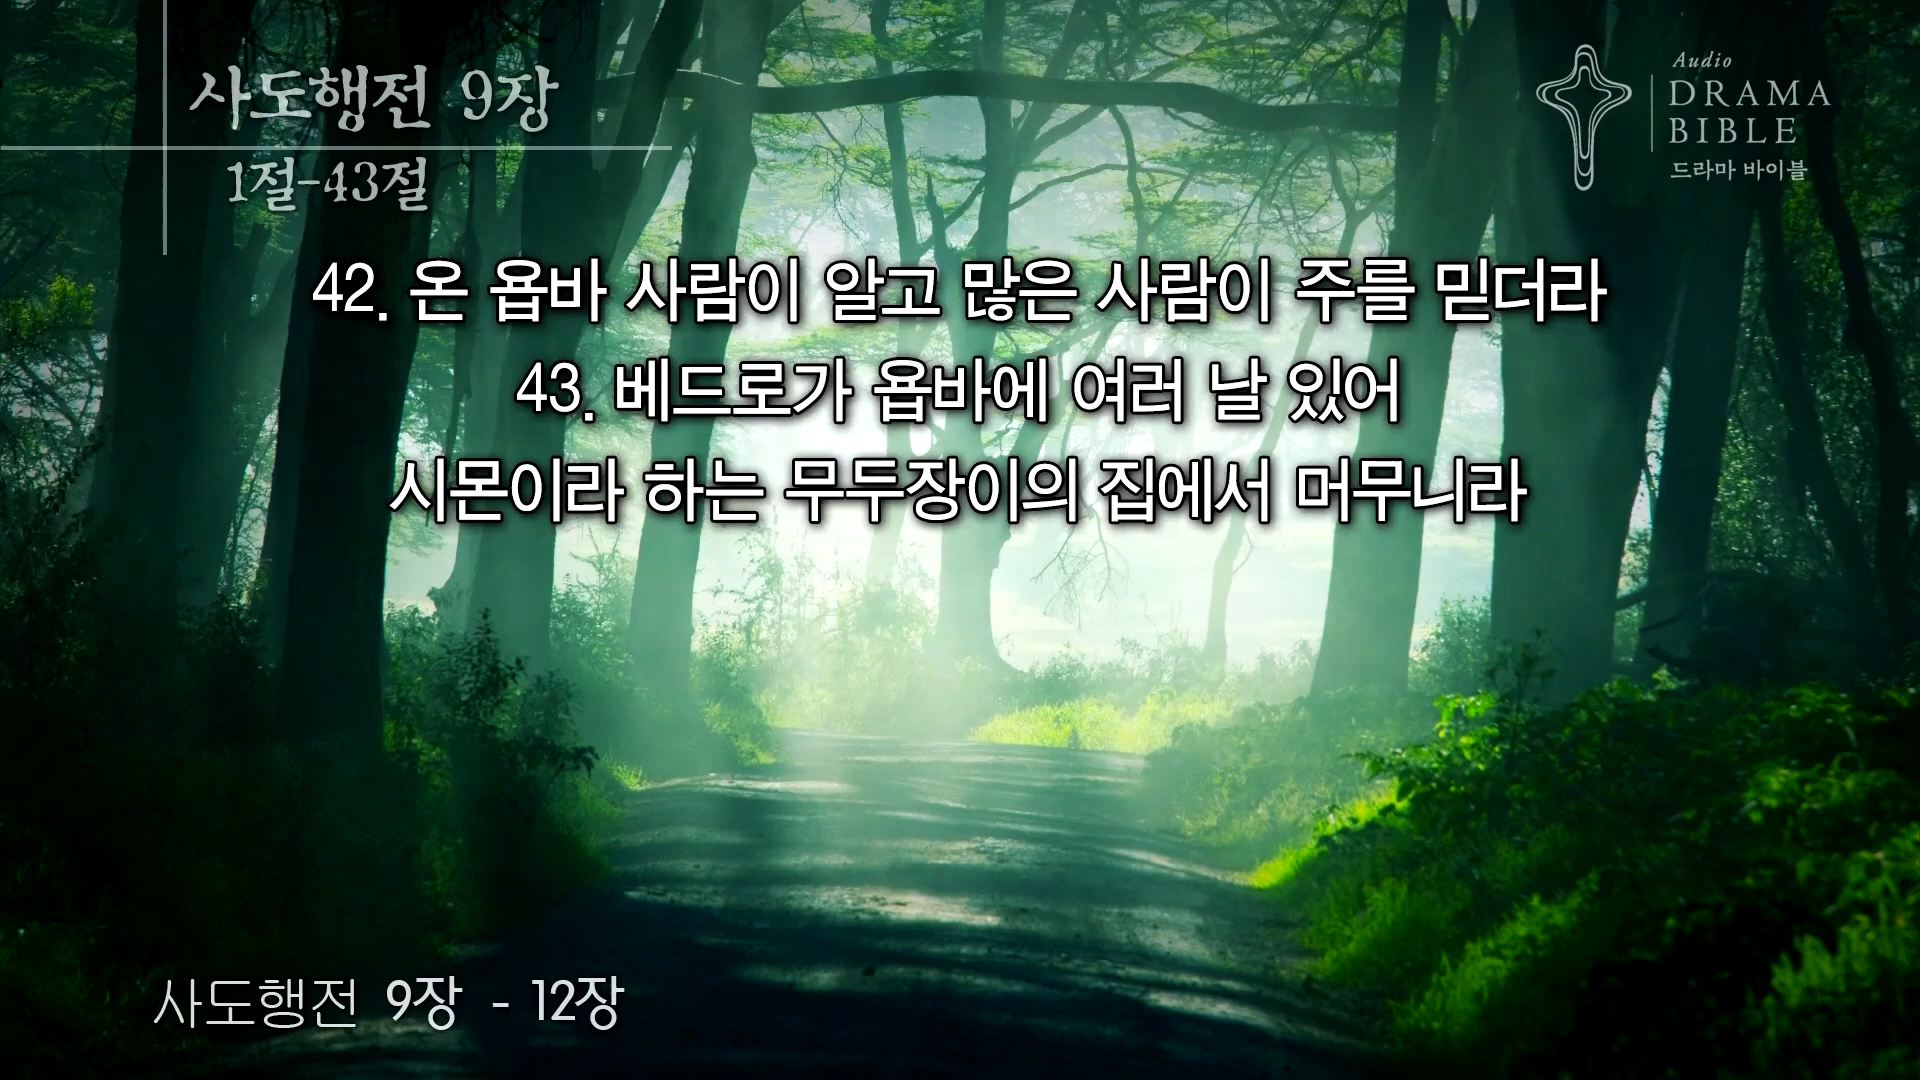 사도행전 9장
1절-43절
Audio
DRAMA
BIBLE
드라마 바이블
42. 온 욥바 사람이 알고 많은 사람이 주를 믿더라
43. 베드로가 욥바에 여러 날 있어
시몬이라 하는 무두장이의 집에서 머무니라
사도행전 9장 - 12장